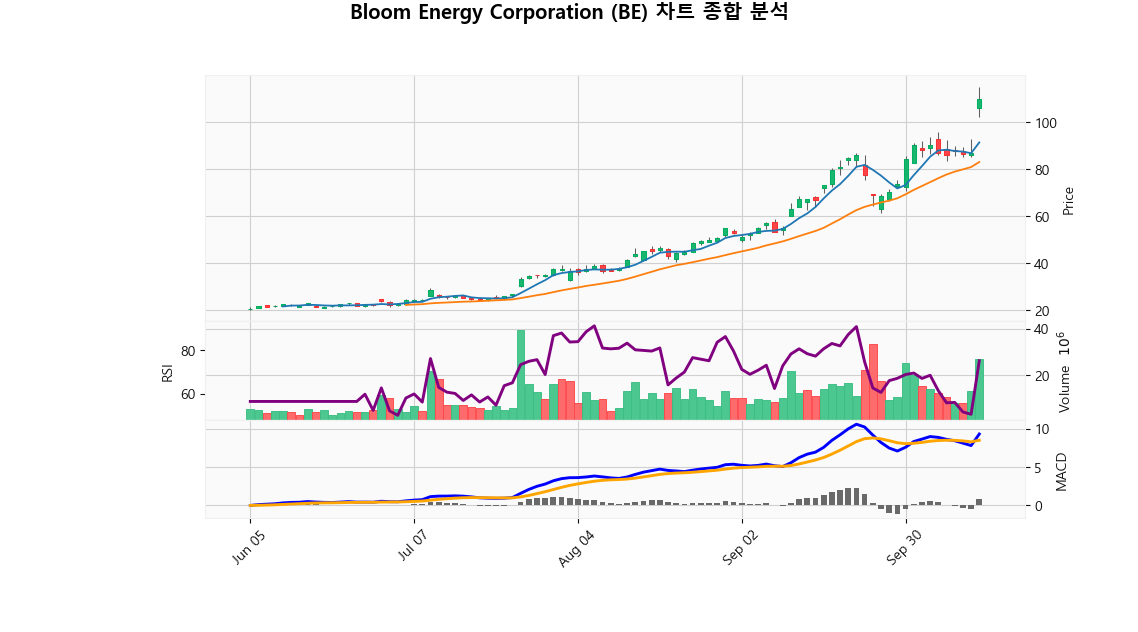 Bloom Energy Corporation (BE) 차트 종합 분석
100
80
60
40
20
Price
80
60
RSI
40
20
Volume 10^6
10
5
0
MACD
Jun 05
Jul 07
Aug 04
Sep 02
Sep 30